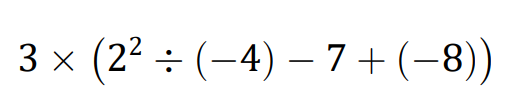 3 × (2² ÷ (−4) − 7 + (−8))